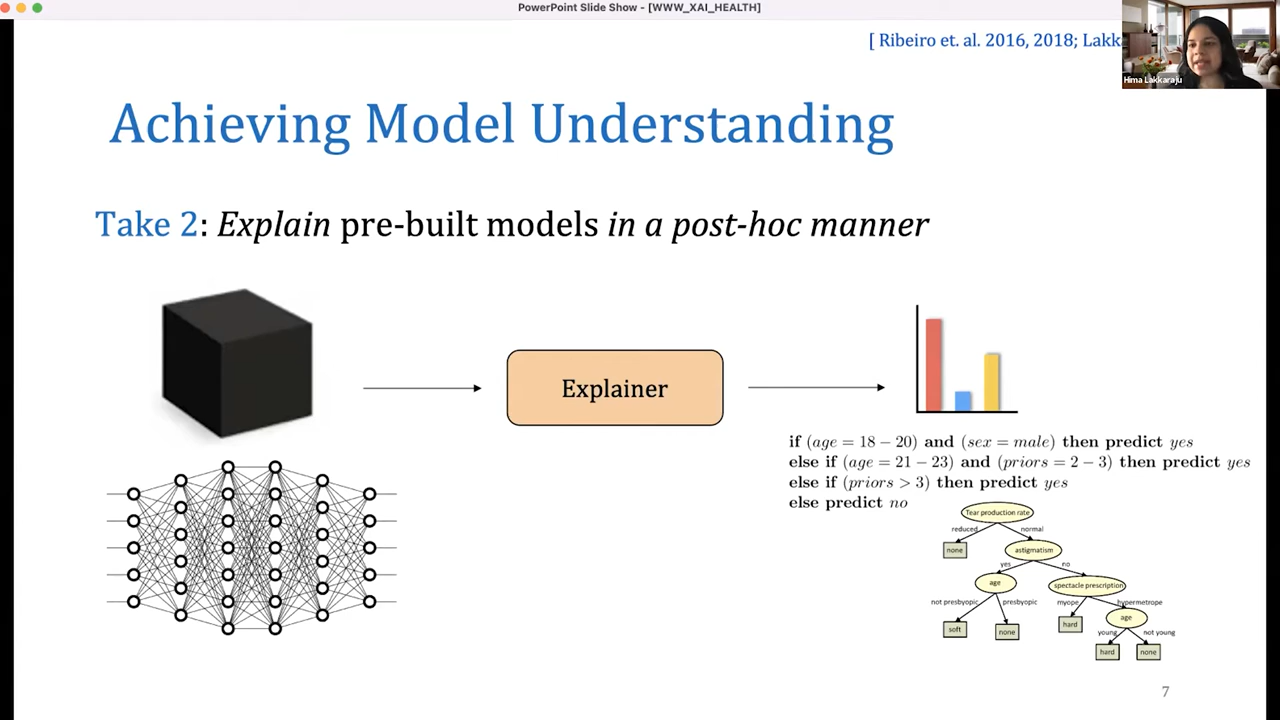 PowerPoint Slide Show - [WWW_XAI_HEALTH]
[ Ribeiro et. al. 2016, 2018; Lakk
Hima Lakkaraju
Achieving Model Understanding
Take 2: Explain pre-built models in a post-hoc manner
Explainer
if (age = 18 − 20) and (sex = male) then predict yes
else if (age = 21 − 23) and (priors = 2 − 3) then predict yes
else if (priors > 3) then predict yes
else predict no
Tear production rate
reduced normal
none astigmatism
yes no
age spectacle prescription
not presbyopic presbyopic myope hypermetrope
soft none hard age
young not young
hard none
7